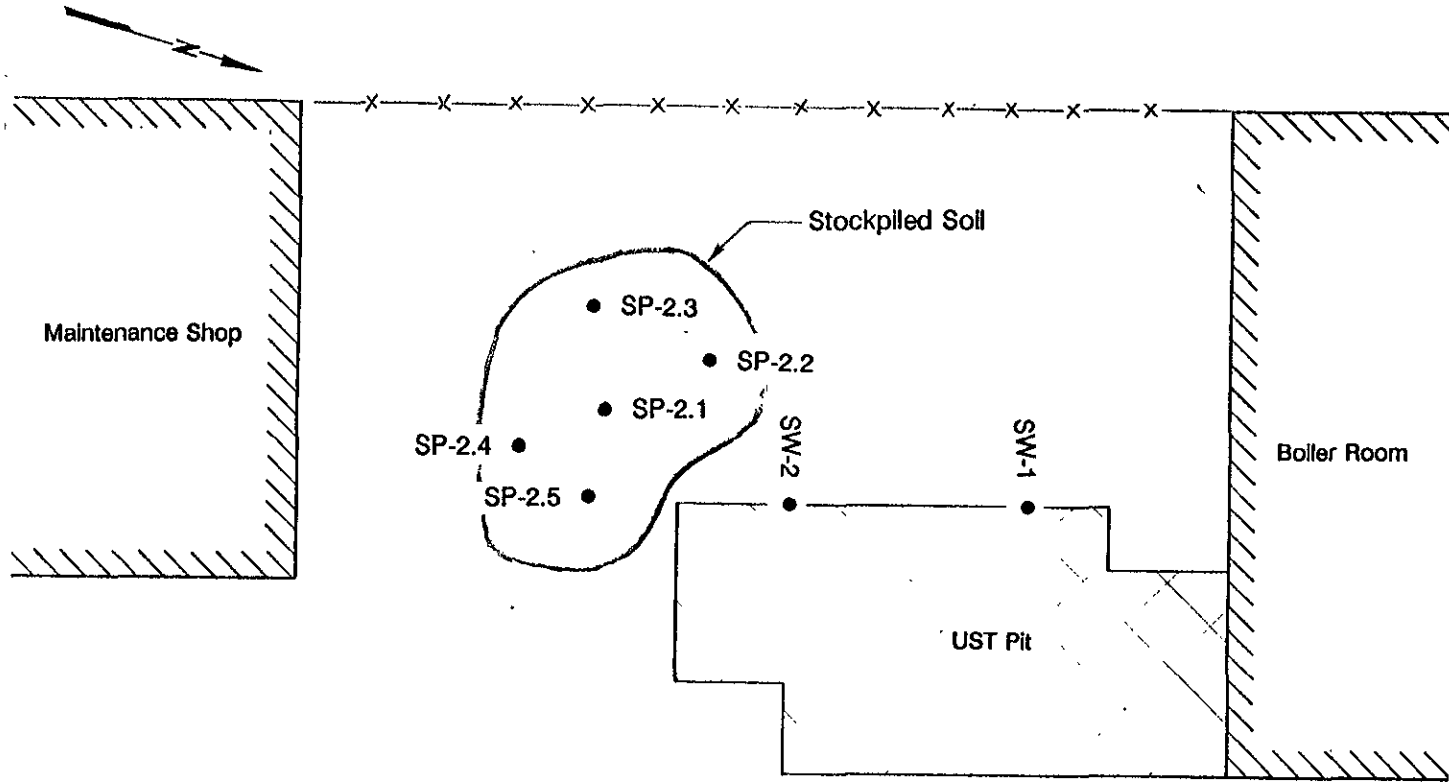 N
x x x x x x x x x x x x
Stockpiled Soil
SP-2.3
Maintenance Shop
SP-2.2
SP-2.1
SP-2.4
SW-2
SW-1
Boiler Room
SP-2.5
UST Pit